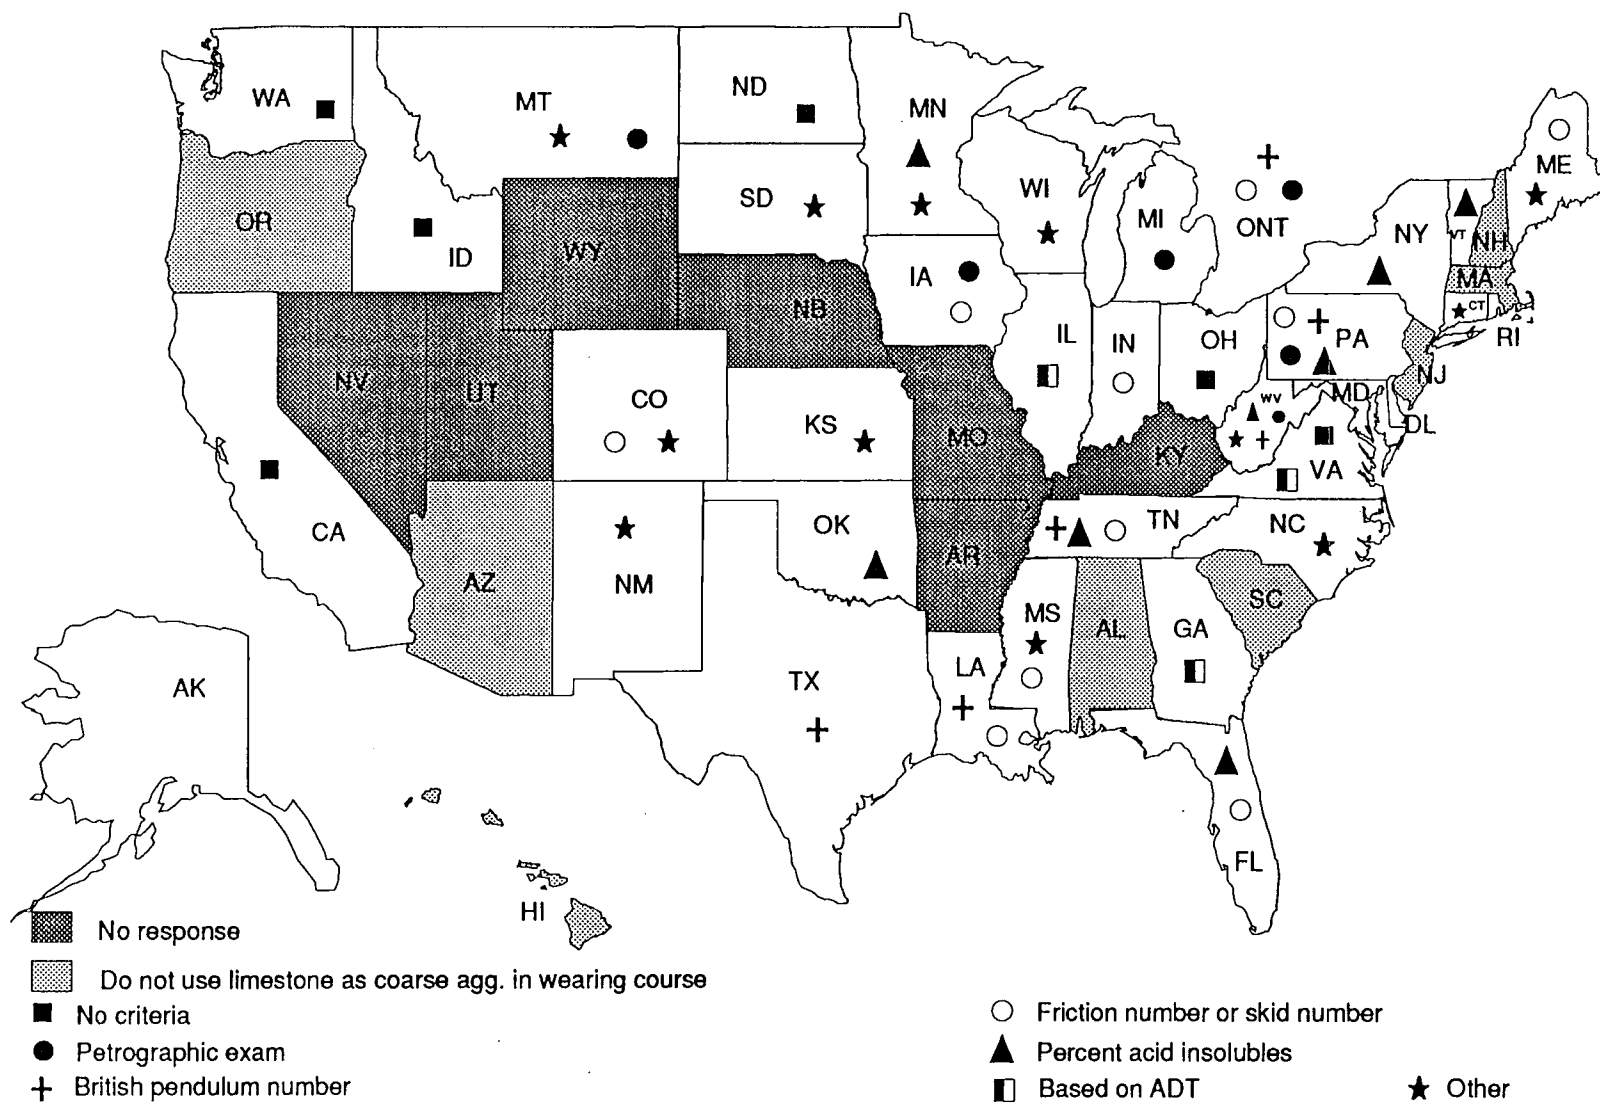 WA
MT
ND
MN
ME
OR
ID
WY
SD
WI
MI
ONT
NY
VT
NH
MA
CT
RI
NB
IA
IL
IN
OH
PA
NJ
NV
UT
CO
KS
MO
KY
WV
MD
DL
VA
CA
AZ
NM
OK
AR
TN
NC
SC
MS
AL
GA
LA
TX
AK
FL
HI
No response
Do not use limestone as coarse agg. in wearing course
No criteria
Petrographic exam
British pendulum number
Friction number or skid number
Percent acid insolubles
Based on ADT
Other